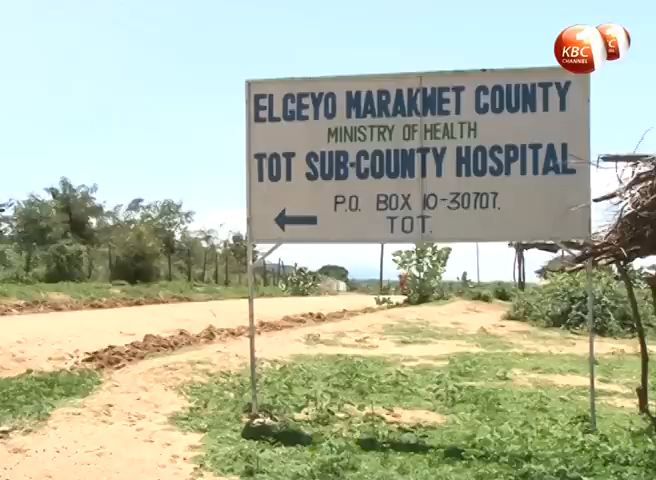 KBC
CHANNEL
1
C
ELGEYO MARAKWET COUNTY
MINISTRY OF HEALTH
TOT SUB-COUNTY HOSPITAL
P.O. BOX 10-30707.
TOT.